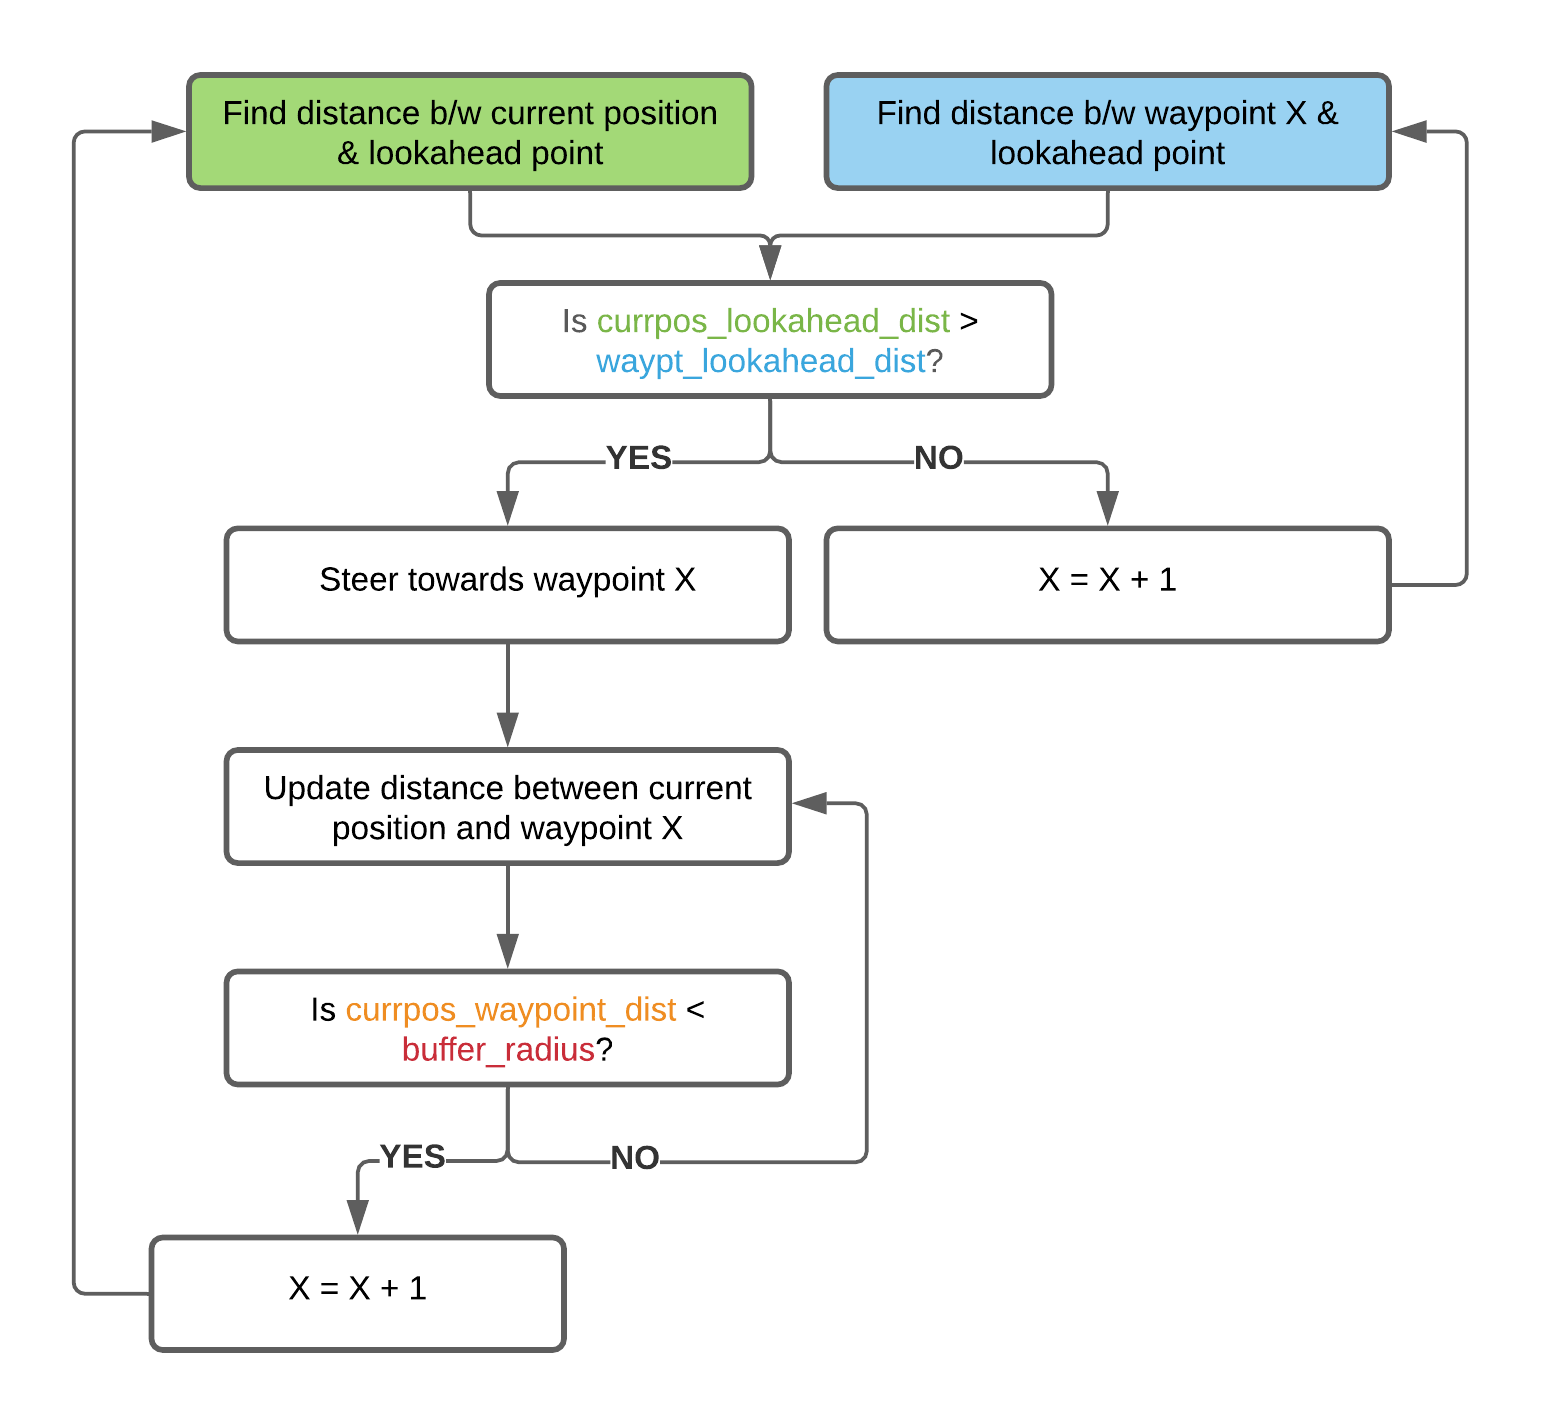 Find distance b/w current position
& lookahead point
Find distance b/w waypoint X &
lookahead point
Is currpos_lookahead_dist >
waypt_lookahead_dist?
YES
NO
Steer towards waypoint X
X = X + 1
Update distance between current
position and waypoint X
Is currpos_waypoint_dist <
buffer_radius?
YES
NO
X = X + 1